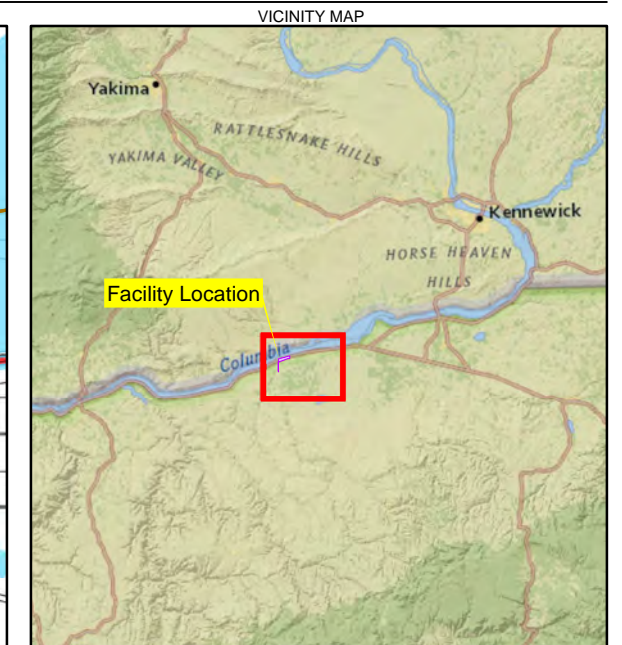 VICINITY MAP
Yakima
RATTLESNAKE HILLS
YAKIMA VALLEY
Kennewick
HORSE HEAVEN
HILLS
Facility Location
Columbia